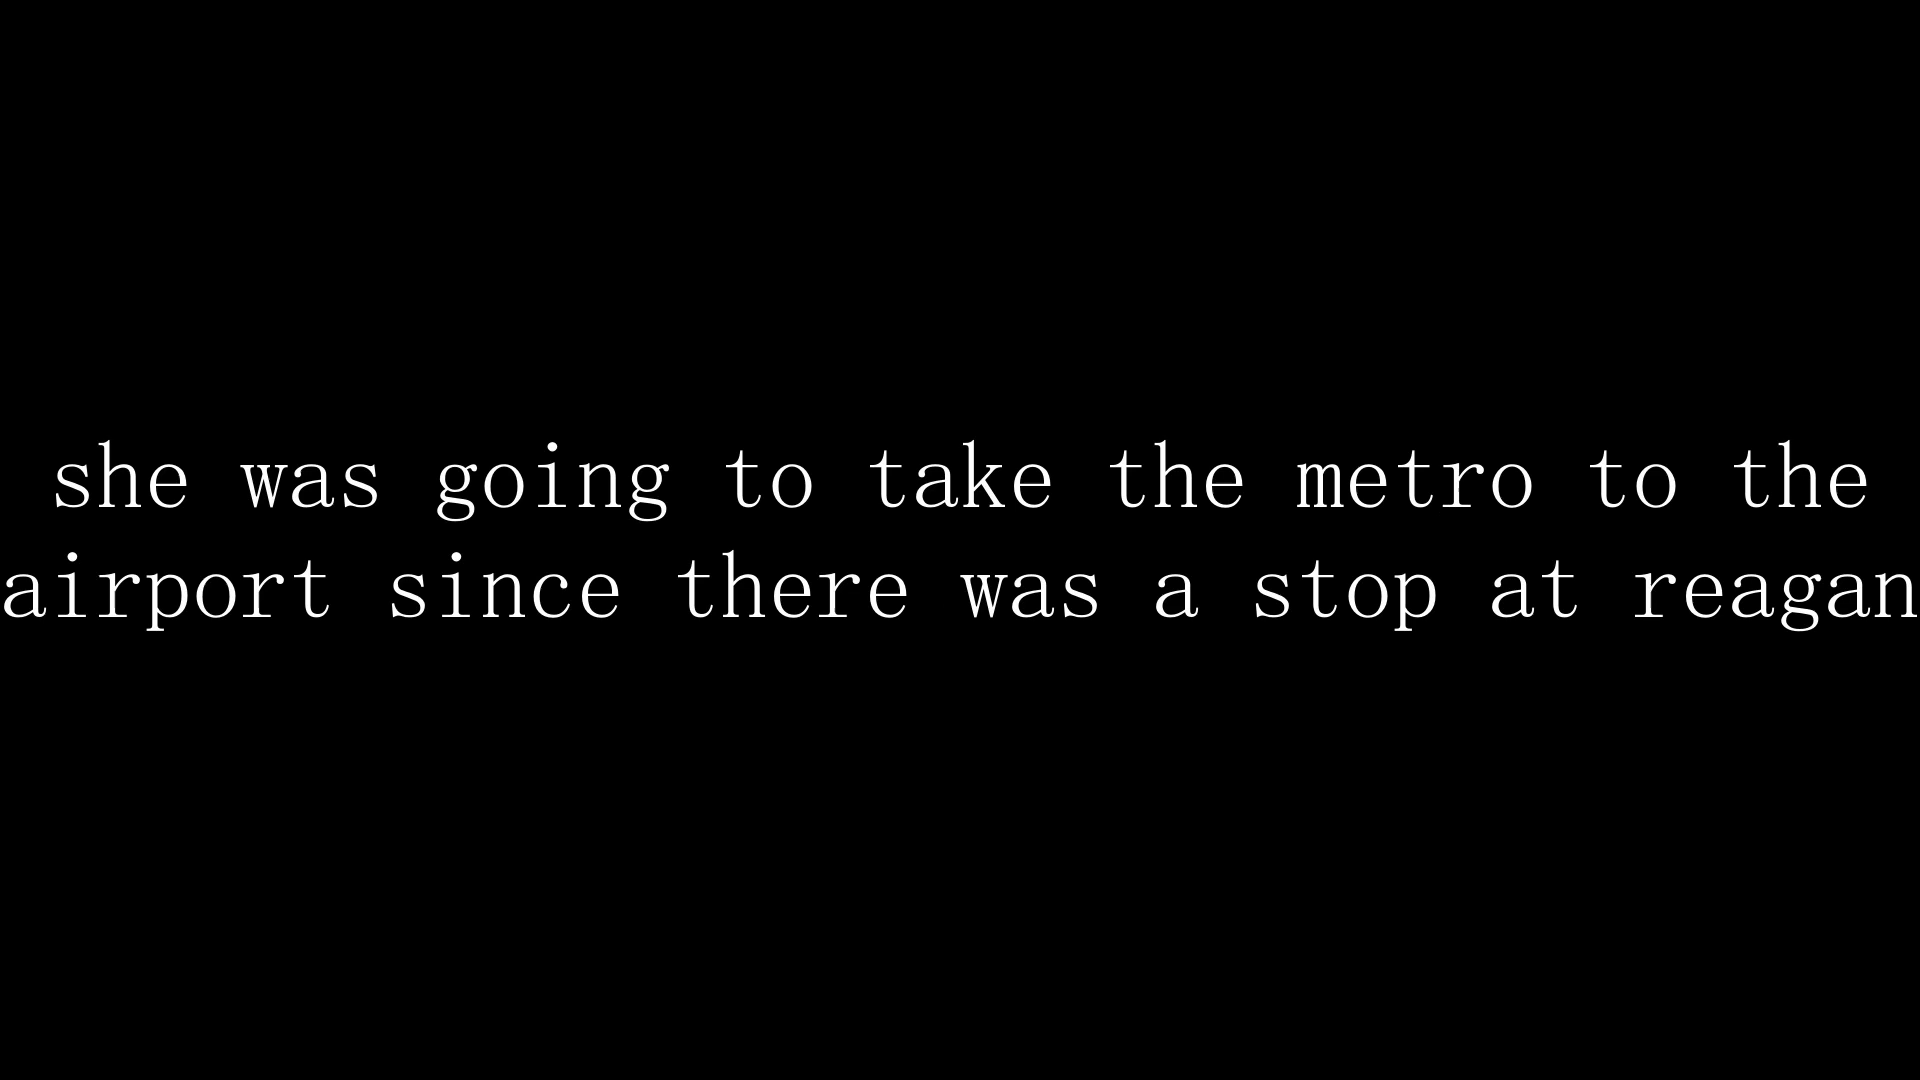 she was going to take the metro to the
airport since there was a stop at reagan